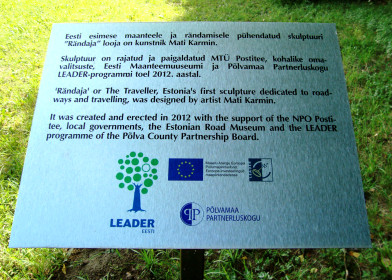 Eesti esimese maanteele ja rändamisele pühendatud skulptuuri
"Rändaja" looja on kunstnik Mati Karmin.
Skulptuur on rajatud ja paigaldatud MTÜ Postitee, kohalike oma-
valitsuste, Eesti Maanteemuuseumi ja Põlvamaa Partnerluskogu
LEADER-programmi toel 2012. aastal.
'Rändaja' or The Traveller, Estonia's first sculpture dedicated to road-
ways and travelling, was designed by artist Mati Karmin.
It was created and erected in 2012 with the support of the NPO Posti-
tee, local governments, the Estonian Road Museum and the LEADER
programme of the Põlva County Partnership Board.
LEADER
EESTI
PÕLVAMAA
PARTNERLUSKOGU